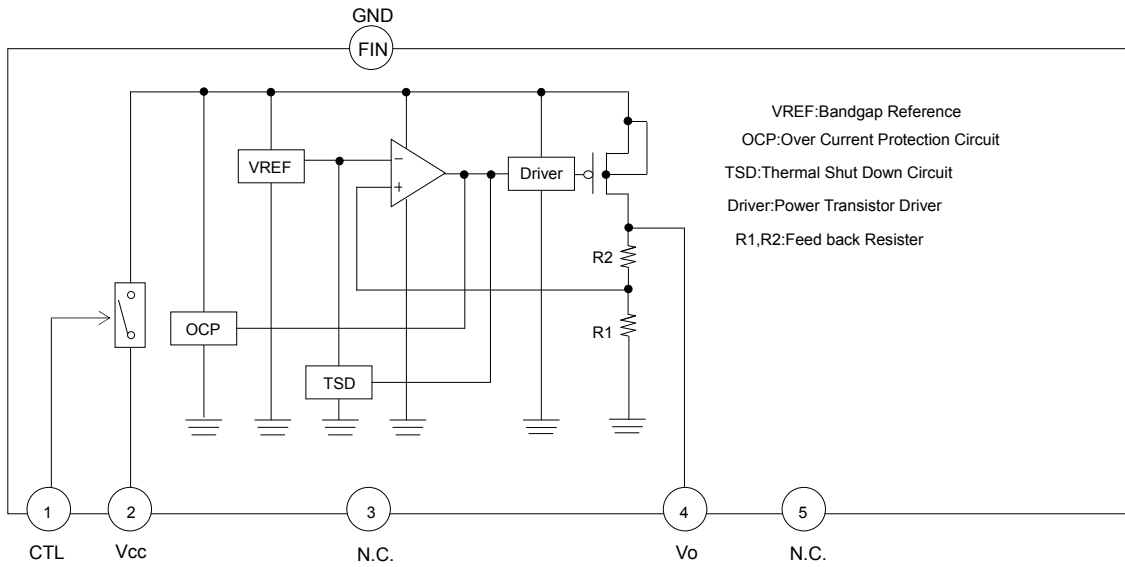 GND
FIN
VREF:Bandgap Reference
OCP:Over Current Protection Circuit
TSD:Thermal Shut Down Circuit
Driver:Power Transistor Driver
R1,R2:Feed back Resister
VREF
−
+
Driver
R2
R1
OCP
TSD
1
2
3
4
5
CTL
Vcc
N.C.
Vo
N.C.